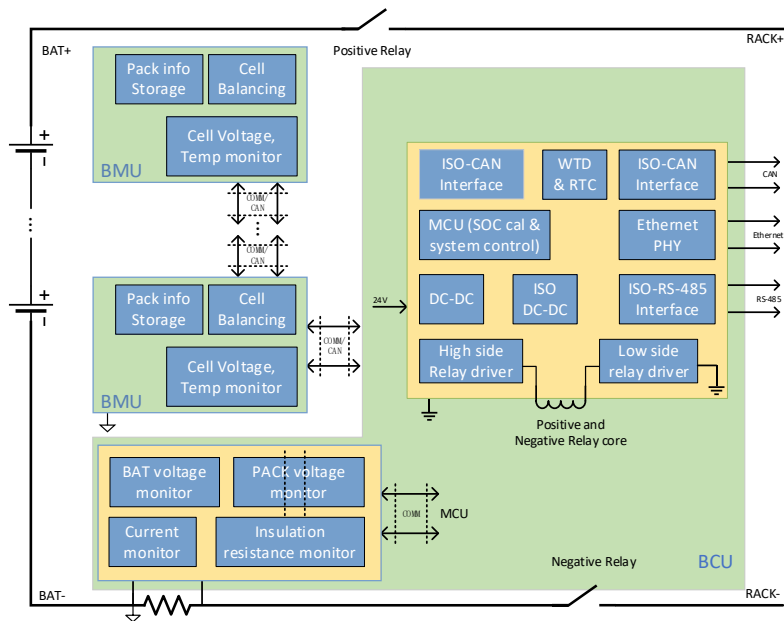 Positive Relay
BAT+
RACK+
Pack info
Storage
Cell
Balancing
Cell Voltage,
Temp monitor
BMU
COMM/
CAN
COMM/
CAN
Pack info
Storage
Cell
Balancing
Cell Voltage,
Temp monitor
BMU
COMM/
CAN
ISO-CAN
Interface
WTD
& RTC
ISO-CAN
Interface
CAN
MCU (SOC cal &
system control)
Ethernet
PHY
Ethernet
24V
DC-DC
ISO
DC-DC
ISO-RS-485
Interface
RS-485
High side
Relay driver
Low side
relay driver
Positive and
Negative Relay core
BAT voltage
monitor
PACK voltage
monitor
Current
monitor
Insulation
resistance monitor
COMM
MCU
BCU
Negative Relay
BAT-
RACK-
+
+